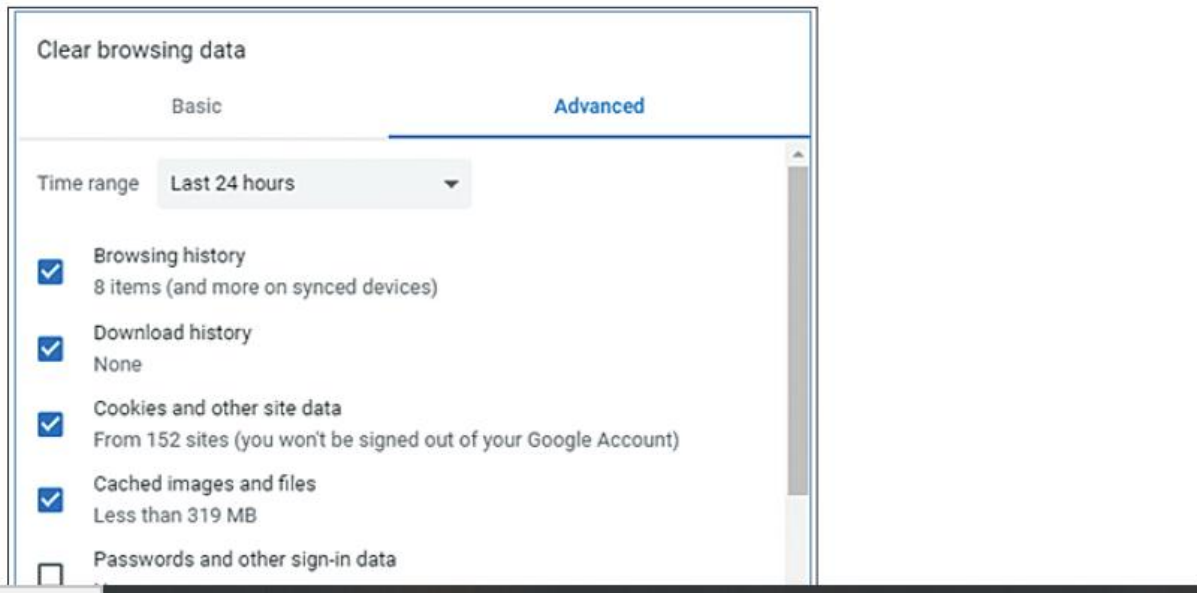 Clear browsing data
Basic
Advanced
Time range
Last 24 hours
Browsing history
8 items (and more on synced devices)
Download history
None
Cookies and other site data
From 152 sites (you won't be signed out of your Google Account)
Cached images and files
Less than 319 MB
Passwords and other sign-in data